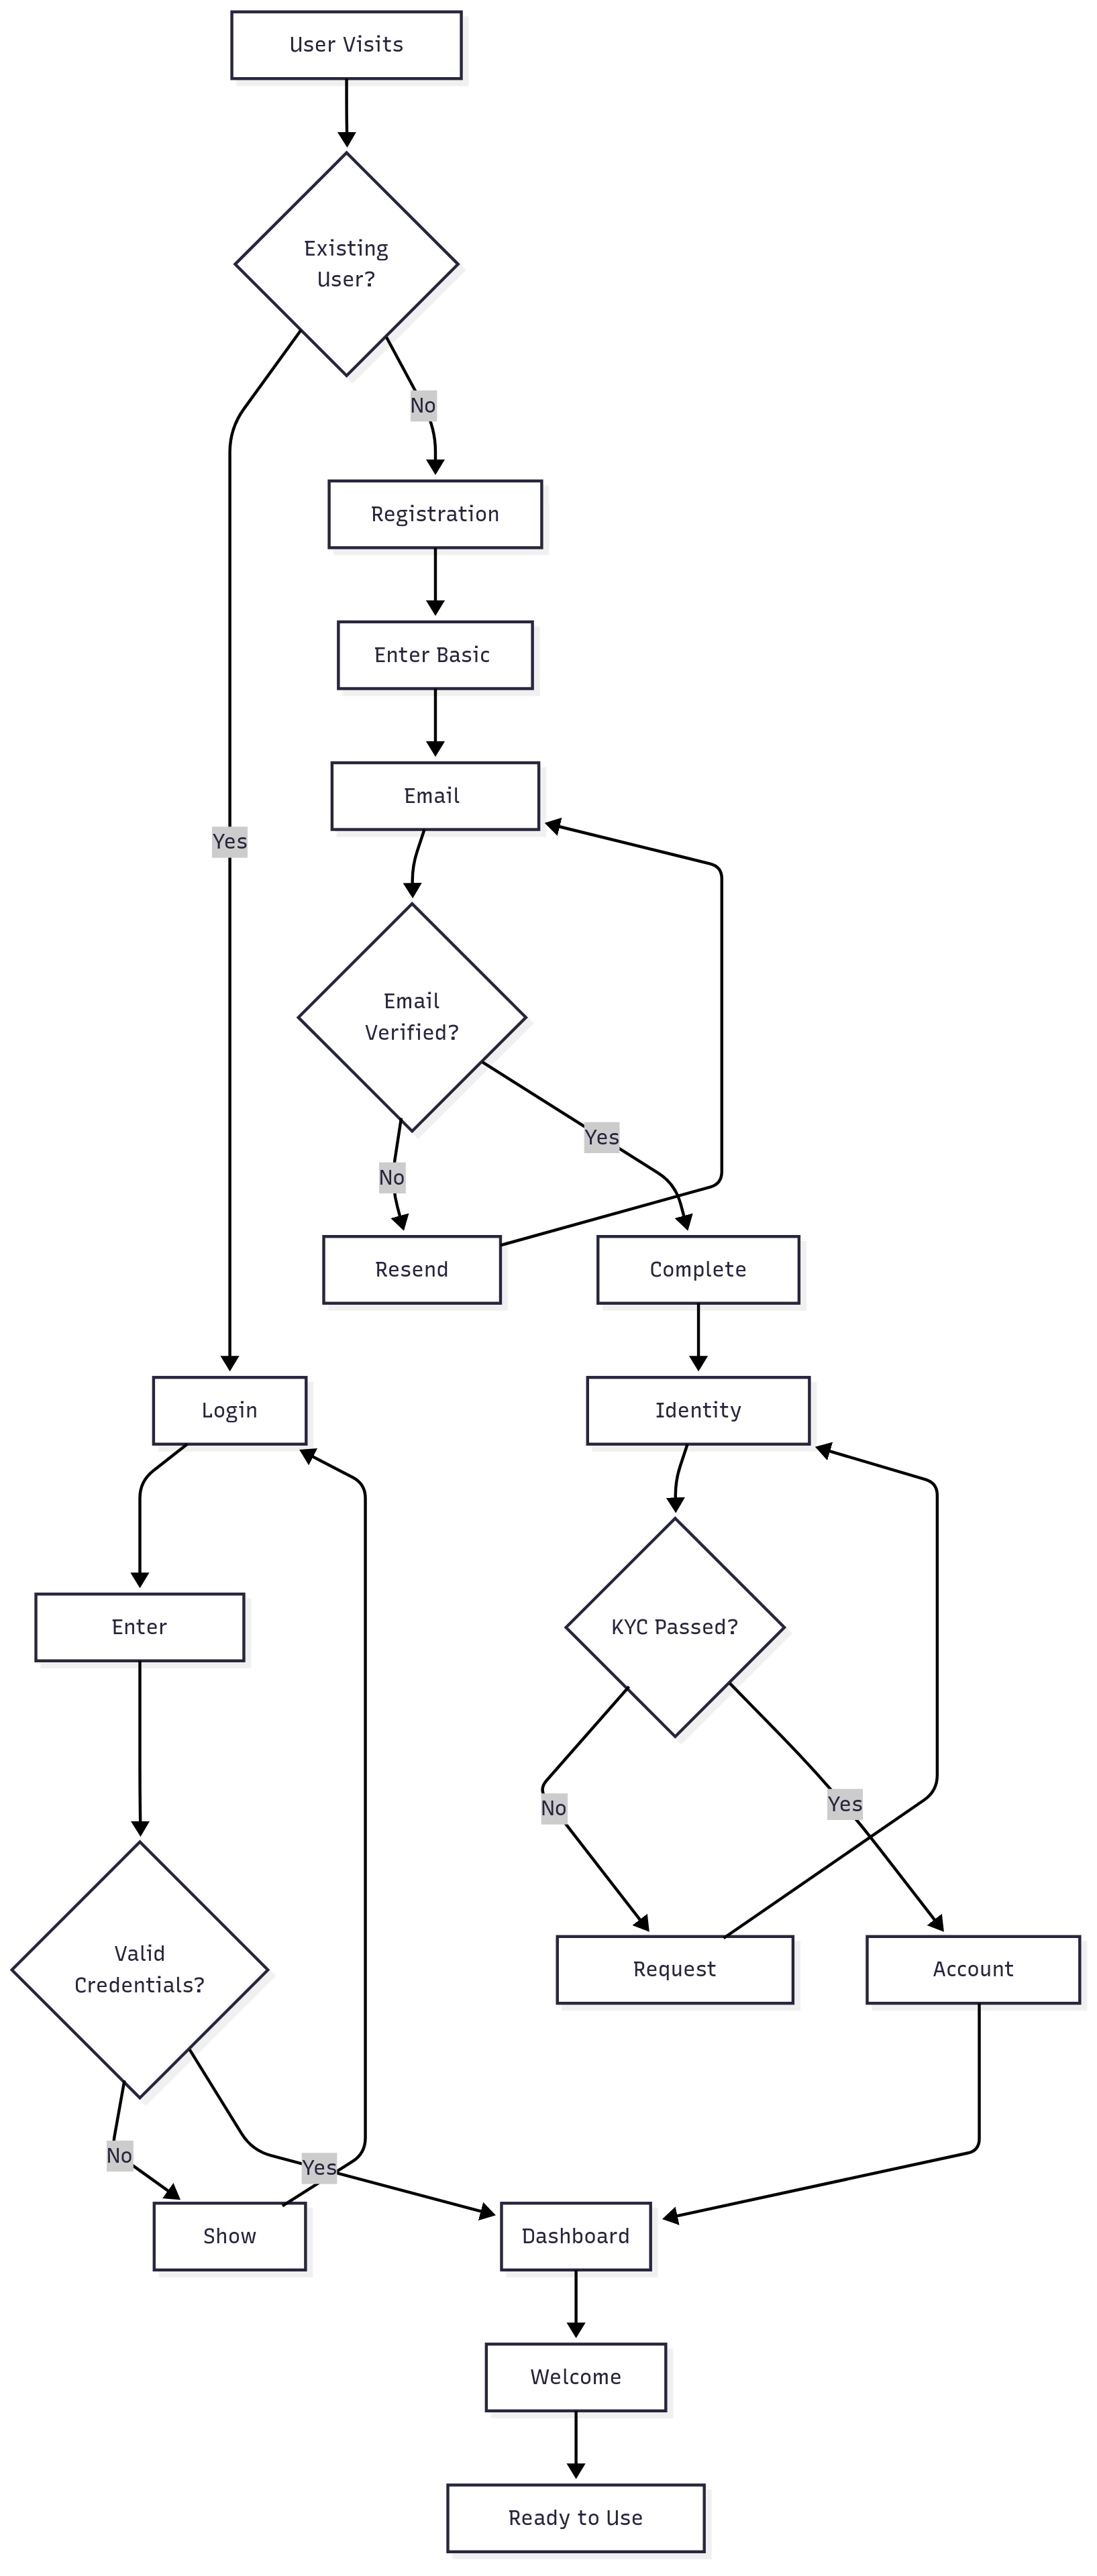 User Visits
Existing
User?
No
Registration
Enter Basic
Email
Yes
Email
Verified?
Yes
No
Resend
Complete
Login
Identity
Enter
KYC Passed?
No
Yes
Valid
Credentials?
Request
Account
No
Yes
Show
Dashboard
Welcome
Ready to Use